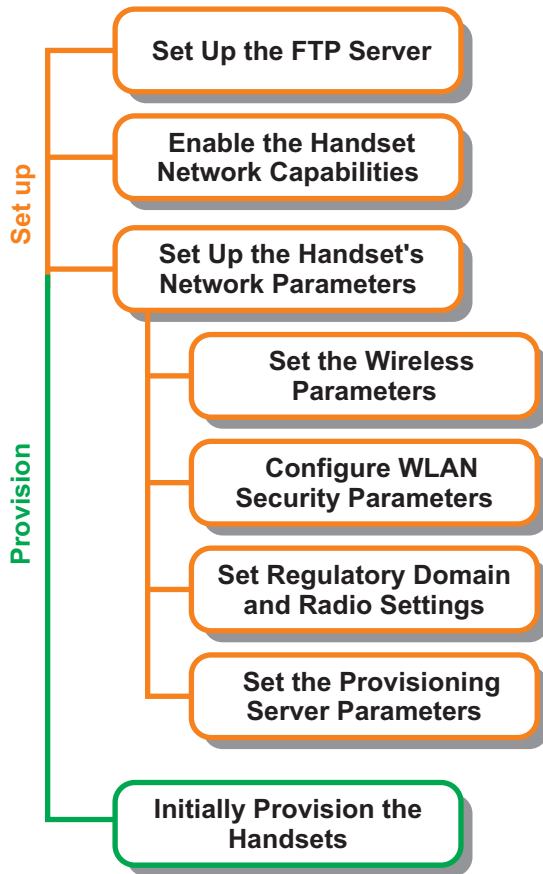 Set up
Set Up the FTP Server
Enable the Handset
Network Capabilities
Set Up the Handset's
Network Parameters
Set the Wireless
Parameters
Configure WLAN
Security Parameters
Set Regulatory Domain
and Radio Settings
Set the Provisioning
Server Parameters
Provision
Initially Provision the
Handsets